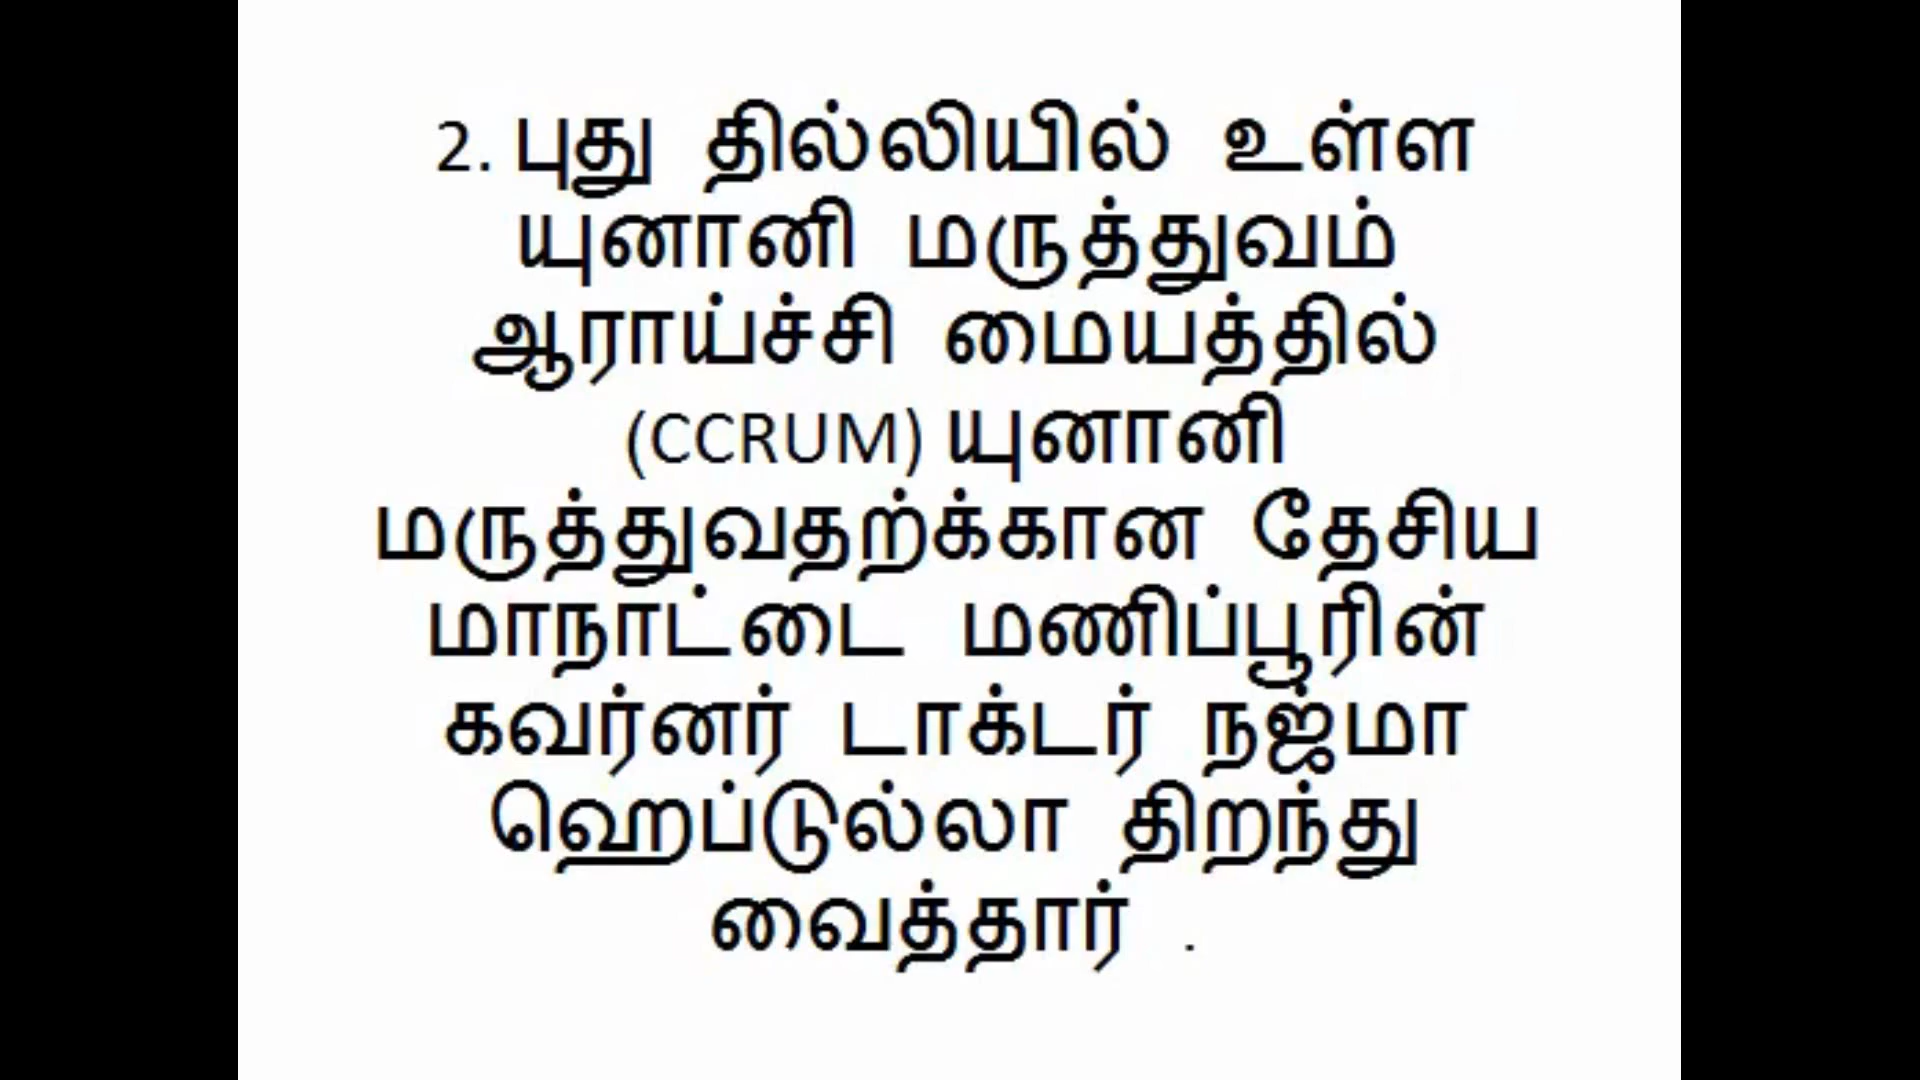 2. புது தில்லியில் உள்ள
யுனானி மருத்துவம்
ஆராய்ச்சி மையத்தில்
(CCRUM) யுனானி
மருத்துவதற்க்கான தேசிய
மாநாட்டை மணிப்பூரின்
கவர்னர் டாக்டர் நஜ்மா
ஹெப்டுல்லா திறந்து
வைத்தார் .